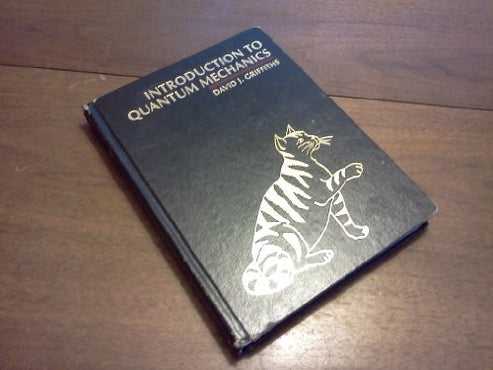 INTRODUCTION TO
QUANTUM MECHANICS
DAVID J. GRIFFITHS